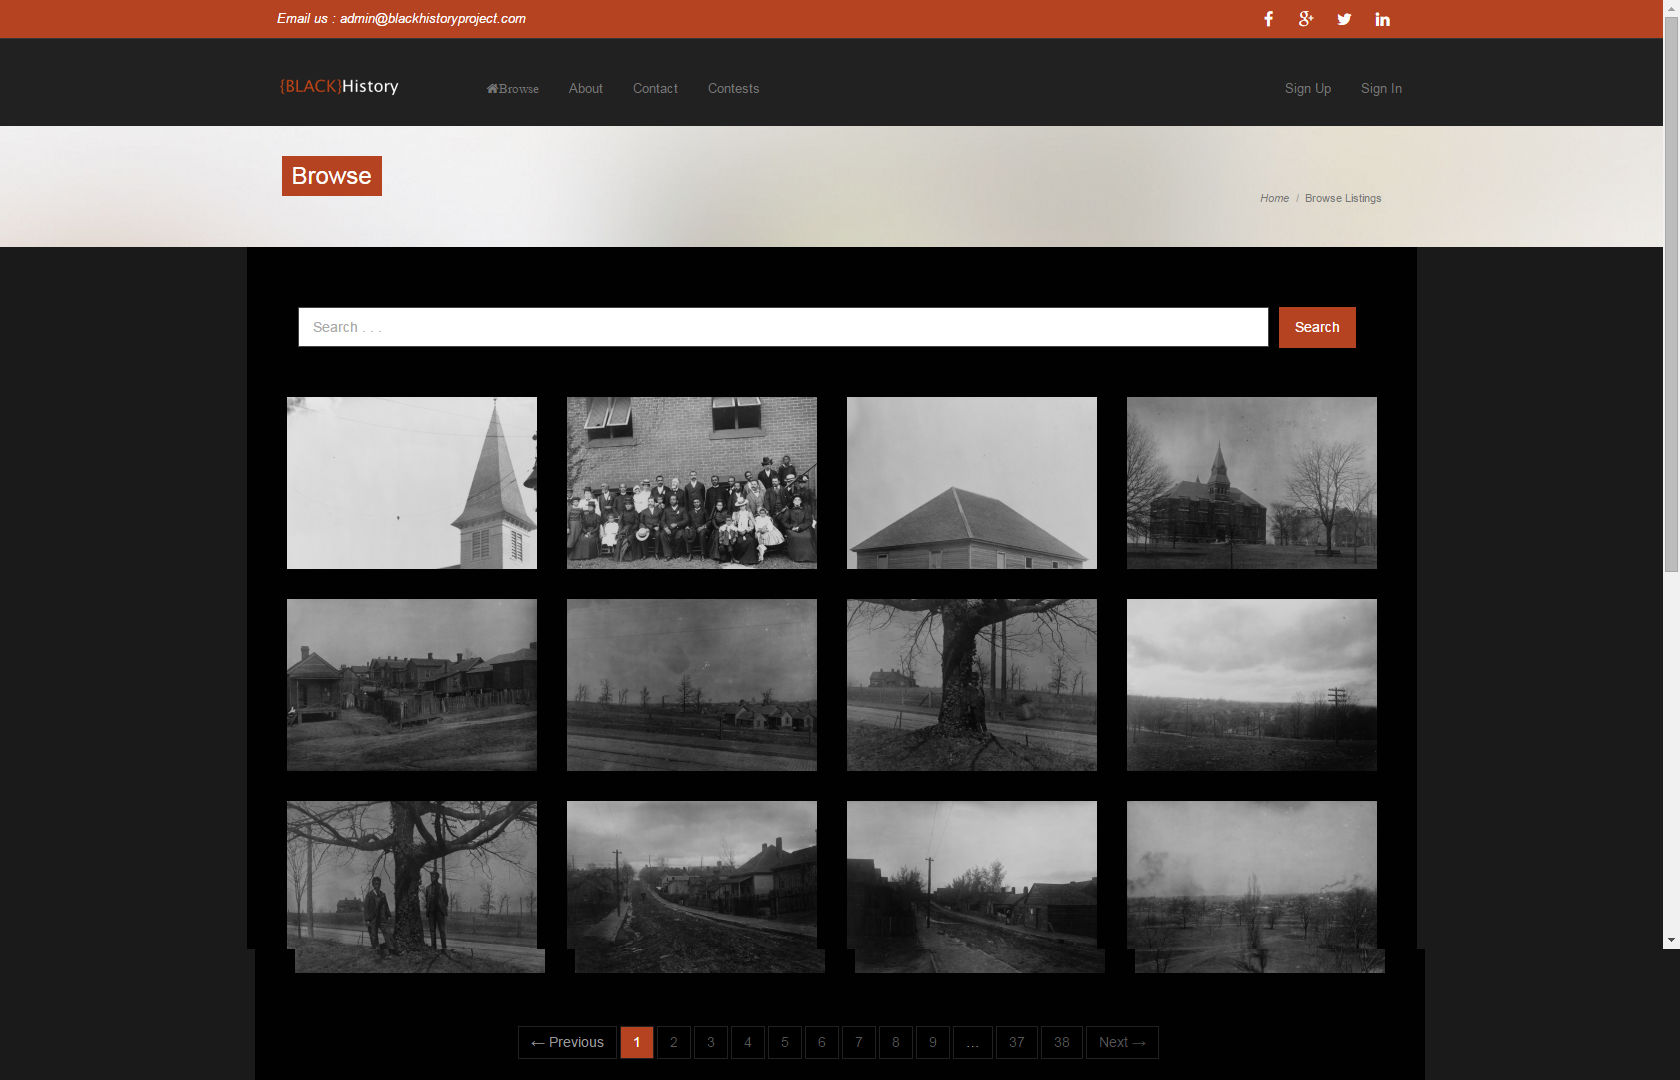 Email us : admin@blackhistoryproject.com
{BLACK}History Browse About Contact Contests Sign Up Sign In
Browse
Home / Browse Listings
Search . . . Search
← Previous 1 2 3 4 5 6 7 8 9 … 37 38 Next →